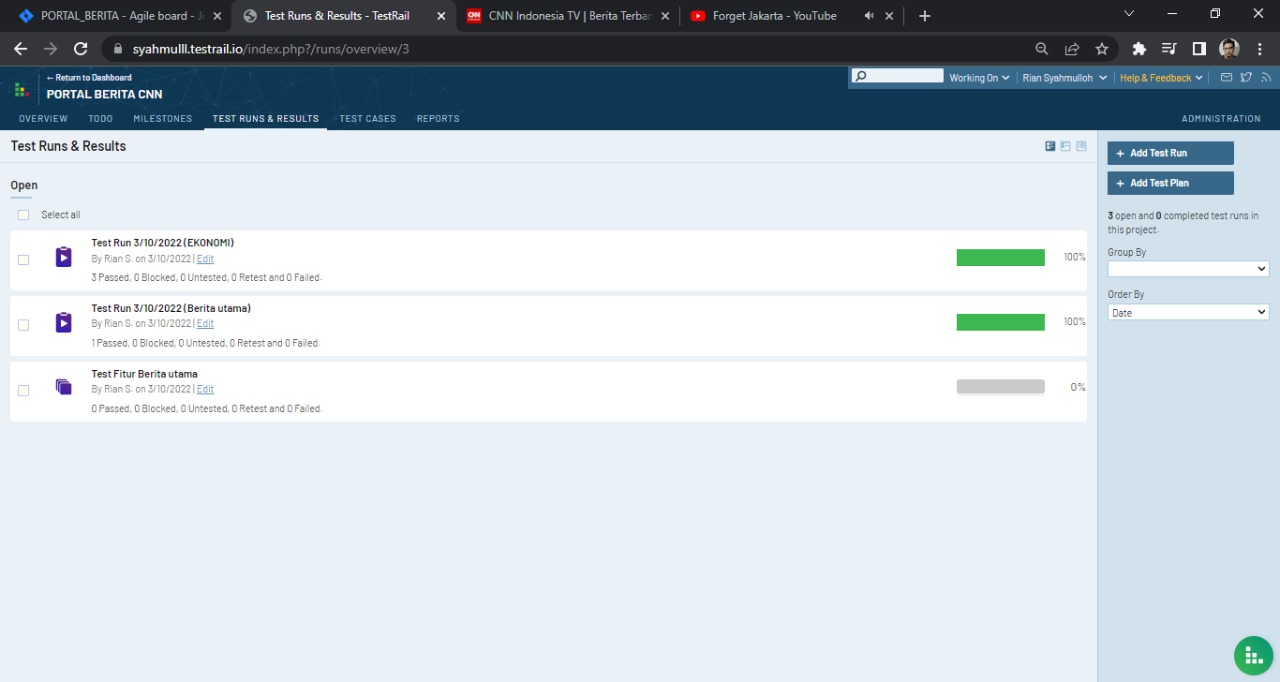 PORTAL_BERITA - Agile board - Ji
Test Runs & Results - TestRail
CNN Indonesia TV | Berita Terbar
Forget Jakarta - YouTube
syahmulll.testrail.io/index.php?/runs/overview/3
← Return to Dashboard
PORTAL BERITA CNN
Working On
Rian Syahmulloh
Help & Feedback
OVERVIEW TODO MILESTONES TEST RUNS & RESULTS TEST CASES REPORTS ADMINISTRATION
Test Runs & Results
Open
Select all
Test Run 3/10/2022 (EKONOMI)
By Rian S. on 3/10/2022 | Edit
3 Passed, 0 Blocked, 0 Untested, 0 Retest and 0 Failed.
100%
Test Run 3/10/2022 (Berita utama)
By Rian S. on 3/10/2022 | Edit
1 Passed, 0 Blocked, 0 Untested, 0 Retest and 0 Failed.
100%
Test Fitur Berita utama
By Rian S. on 3/10/2022 | Edit
0 Passed, 0 Blocked, 0 Untested, 0 Retest and 0 Failed.
0%
+ Add Test Run
+ Add Test Plan
3 open and 0 completed test runs in
this project.
Group By
Order By
Date